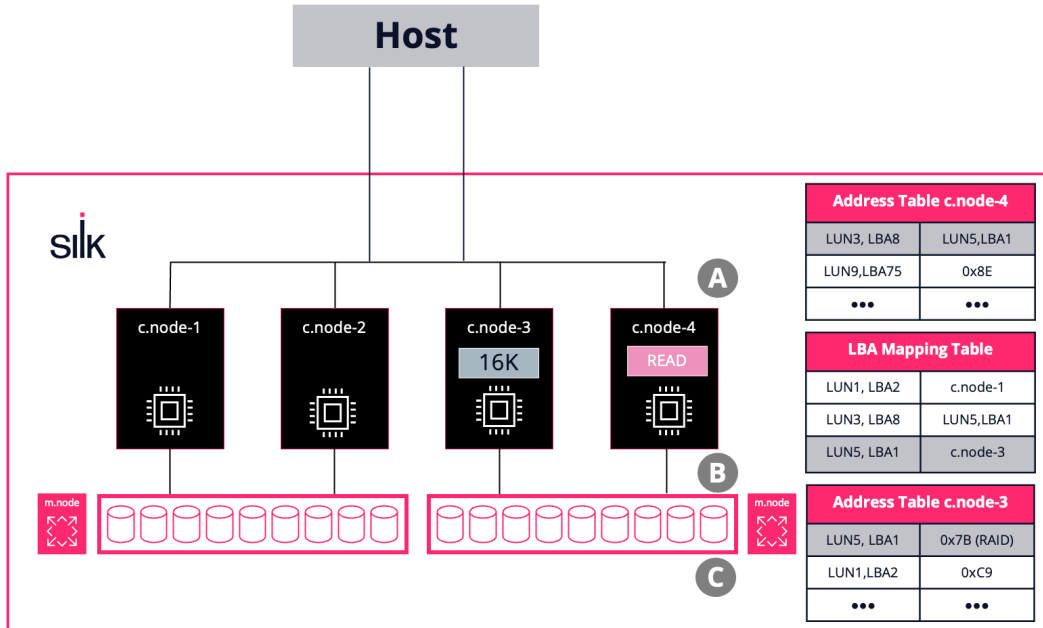 Host
silk
A
c.node-1
c.node-2
c.node-3
c.node-4
16K
READ
B
m.node
m.node
C
Address Table c.node-4
LUN3, LBA8 LUN5,LBA1
LUN9,LBA75 0x8E
••• •••
LBA Mapping Table
LUN1, LBA2 c.node-1
LUN3, LBA8 LUN5,LBA1
LUN5, LBA1 c.node-3
Address Table c.node-3
LUN5, LBA1 0x7B (RAID)
LUN1,LBA2 0xC9
••• •••